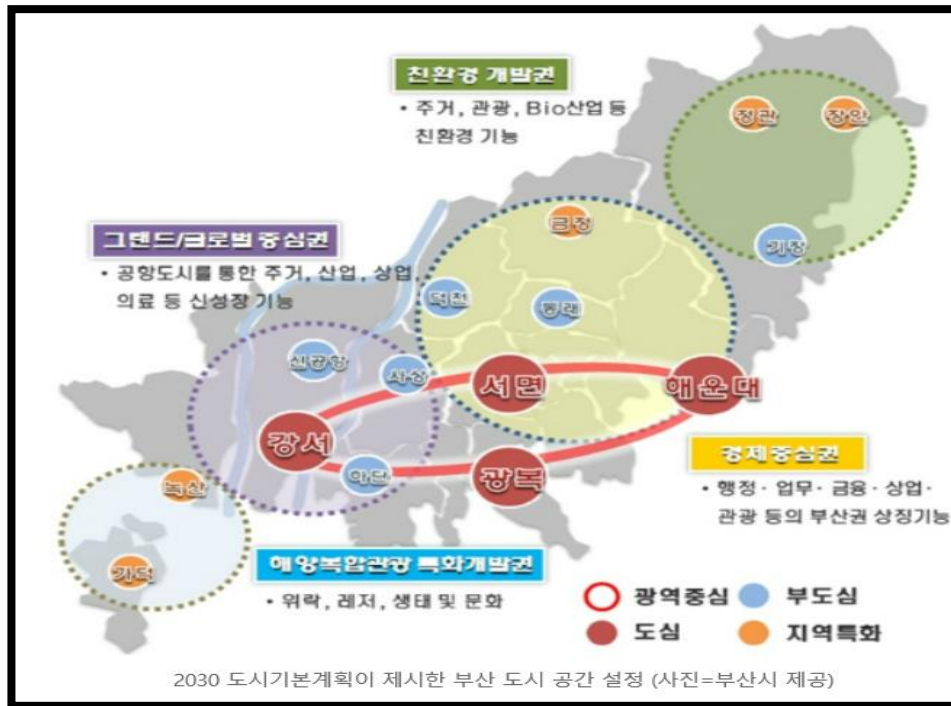 친환경 개발권
• 주거, 관광, Bio산업 등
친환경 기능
정관
장안
기장
금정
그랜드/글로벌 중심권
• 공항도시를 통한 주거, 산업, 상업,
의료 등 신성장 기능
덕천
동래
신공항
사상
서면
해운대
강서
하단
광복
경제중심권
• 행정 · 업무 · 금융 · 상업 ·
관광 등의 부산권 상징기능
녹산
가덕
해양복합관광 특화개발권
• 위락, 레저, 생태 및 문화
광역중심
부도심
도심
지역특화
2030 도시기본계획이 제시한 부산 도시 공간 설정 (사진=부산시 제공)